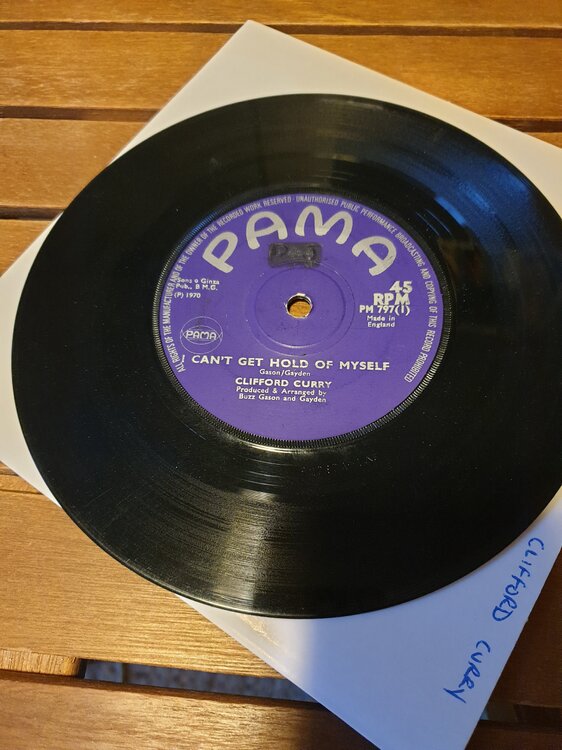 ALL RIGHTS OF THE MANUFACTURER AND OF THE OWNER OF THE RECORDED WORK RESERVED · UNAUTHORISED PUBLIC PERFORMANCE BROADCASTING AND COPYING OF THIS RECORD PROHIBITED
PAMA
Pub., B.M.G.
(P) 1970
45
RPM
PM 797(1)
Made in
England
PAMA
I CAN'T GET HOLD OF MYSELF
Gason/Gayden
CLIFFORD CURRY
Produced & Arranged by
Buzz Gason and Gayden
CLIFFORD CURRY